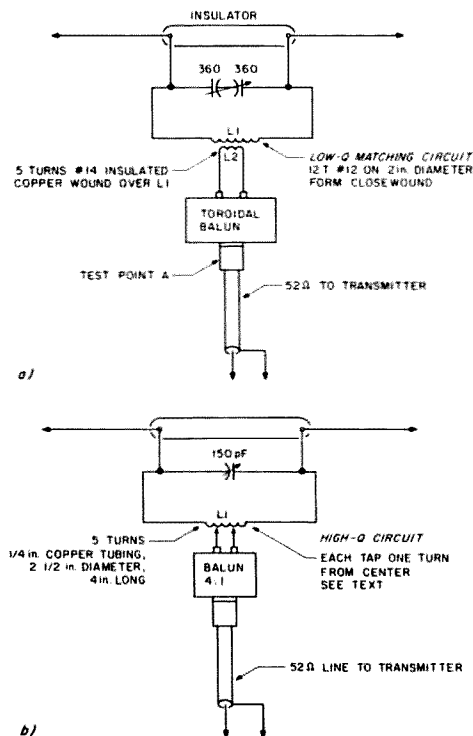 INSULATOR
360 360
L1
L2
5 TURNS #14 INSULATED
COPPER WOUND OVER L1
LOW-Q MATCHING CIRCUIT
12 T #12 ON 2 in. DIAMETER
FORM CLOSEWOUND
TOROIDAL
BALUN
TEST POINT A
52Ω TO TRANSMITTER
a)
150 pF
L1
5 TURNS
1/4 in. COPPER TUBING,
2 1/2 in. DIAMETER,
4 in. LONG
HIGH-Q CIRCUIT
EACH TAP ONE TURN
FROM CENTER
SEE TEXT
BALUN
4:1
52Ω LINE TO TRANSMITTER
b)